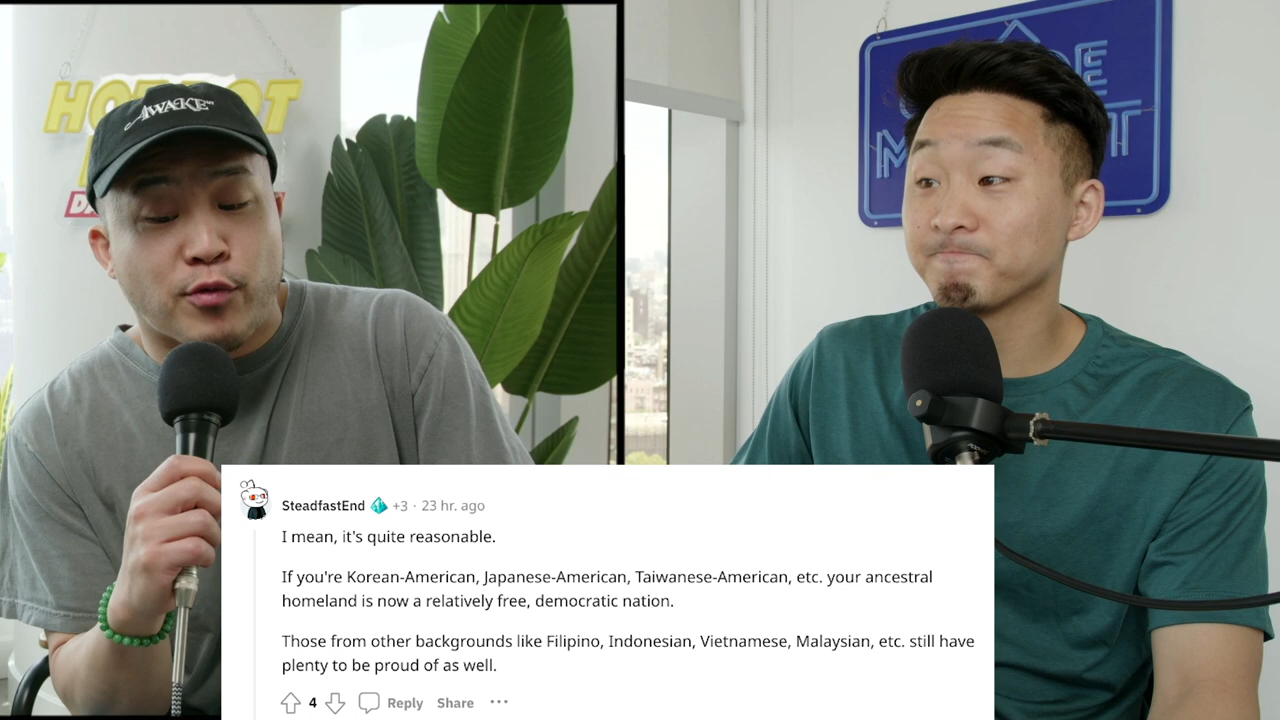 AWAKE
SteadfastEnd +3 · 23 hr. ago
I mean, it's quite reasonable.
If you're Korean-American, Japanese-American, Taiwanese-American, etc. your ancestral
homeland is now a relatively free, democratic nation.
Those from other backgrounds like Filipino, Indonesian, Vietnamese, Malaysian, etc. still have
plenty to be proud of as well.
4 Reply Share ···